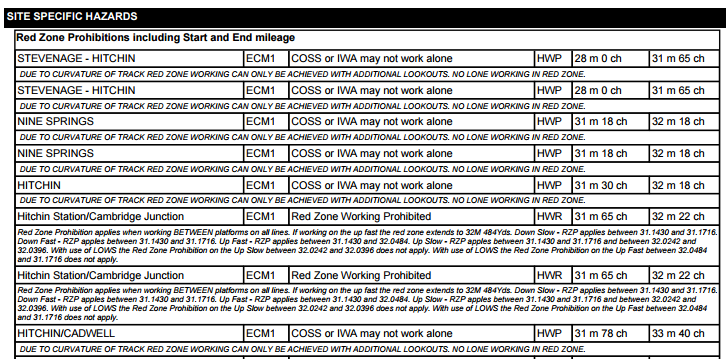 SITE SPECIFIC HAZARDS
Red Zone Prohibitions including Start and End mileage
STEVENAGE - HITCHIN ECM1 COSS or IWA may not work alone HWP 28 m 0 ch 31 m 65 ch
DUE TO CURVATURE OF TRACK RED ZONE WORKING CAN ONLY BE ACHIEVED WITH ADDITIONAL LOOKOUTS. NO LONE WORKING IN RED ZONE.
STEVENAGE - HITCHIN ECM1 COSS or IWA may not work alone HWP 28 m 0 ch 31 m 65 ch
DUE TO CURVATURE OF TRACK RED ZONE WORKING CAN ONLY BE ACHIEVED WITH ADDITIONAL LOOKOUTS. NO LONE WORKING IN RED ZONE.
NINE SPRINGS ECM1 COSS or IWA may not work alone HWP 31 m 18 ch 32 m 18 ch
DUE TO CURVATURE OF TRACK RED ZONE WORKING CAN ONLY BE ACHIEVED WITH ADDITIONAL LOOKOUTS. NO LONE WORKING IN RED ZONE.
NINE SPRINGS ECM1 COSS or IWA may not work alone HWP 31 m 18 ch 32 m 18 ch
DUE TO CURVATURE OF TRACK RED ZONE WORKING CAN ONLY BE ACHIEVED WITH ADDITIONAL LOOKOUTS. NO LONE WORKING IN RED ZONE.
HITCHIN ECM1 COSS or IWA may not work alone HWP 31 m 30 ch 32 m 18 ch
DUE TO CURVATURE OF TRACK RED ZONE WORKING CAN ONLY BE ACHIEVED WITH ADDITIONAL LOOKOUTS. NO LONE WORKING IN RED ZONE.
Hitchin Station/Cambridge Junction ECM1 Red Zone Working Prohibited HWR 31 m 65 ch 32 m 22 ch
Red Zone Prohibition applies when working BETWEEN platforms on all lines. If working on the up fast the red zone extends to 32M 484Yds. Down Slow - RZP applies between 31.1430 and 31.1716.
Down Fast - RZP apples between 31.1430 and 31.1716. Up Fast - RZP applies between 31.1430 and 32.0484. Up Slow - RZP applies between 31.1430 and 31.1716 and between 32.0242 and
32.0396. With use of LOWS the Red Zone Prohibition on the Up Slow between 32.0242 and 32.0396 does not apply. With use of LOWS the Red Zone Prohibition on the Up Fast between 32.0484
and 31.1716 does not apply.
Hitchin Station/Cambridge Junction ECM1 Red Zone Working Prohibited HWR 31 m 65 ch 32 m 22 ch
Red Zone Prohibition applies when working BETWEEN platforms on all lines. If working on the up fast the red zone extends to 32M 484Yds. Down Slow - RZP applies between 31.1430 and 31.1716.
Down Fast - RZP apples between 31.1430 and 31.1716. Up Fast - RZP applies between 31.1430 and 32.0484. Up Slow - RZP applies between 31.1430 and 31.1716 and between 32.0242 and
32.0396. With use of LOWS the Red Zone Prohibition on the Up Slow between 32.0242 and 32.0396 does not apply. With use of LOWS the Red Zone Prohibition on the Up Fast between 32.0484
and 31.1716 does not apply.
HITCHIN/CADWELL ECM1 COSS or IWA may not work alone HWP 31 m 78 ch 33 m 40 ch
DUE TO CURVATURE OF TRACK RED ZONE WORKING CAN ONLY BE ACHIEVED WITH ADDITIONAL LOOKOUTS. NO LONE WORKING IN RED ZONE.